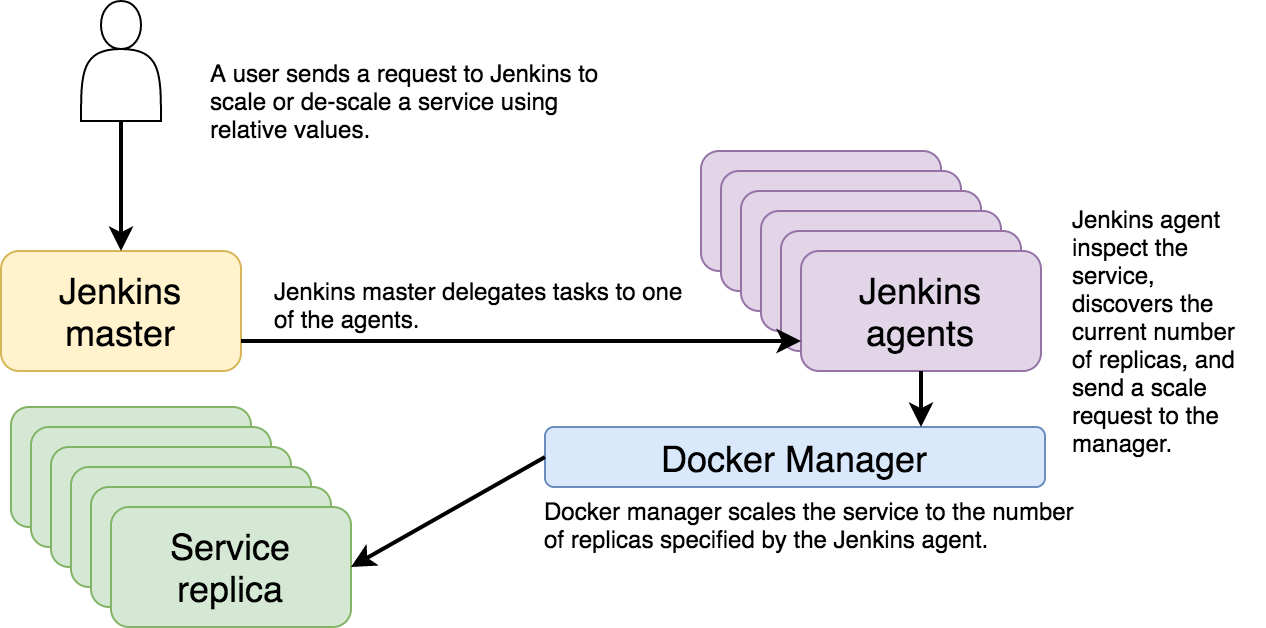 A user sends a request to Jenkins to
scale or de-scale a service using
relative values.
Jenkins
master
Jenkins master delegates tasks to one
of the agents.
Jenkins
agents
Jenkins agent
inspect the
service,
discovers the
current number
of replicas, and
send a scale
request to the
manager.
Docker Manager
Docker manager scales the service to the number
of replicas specified by the Jenkins agent.
Service
replica